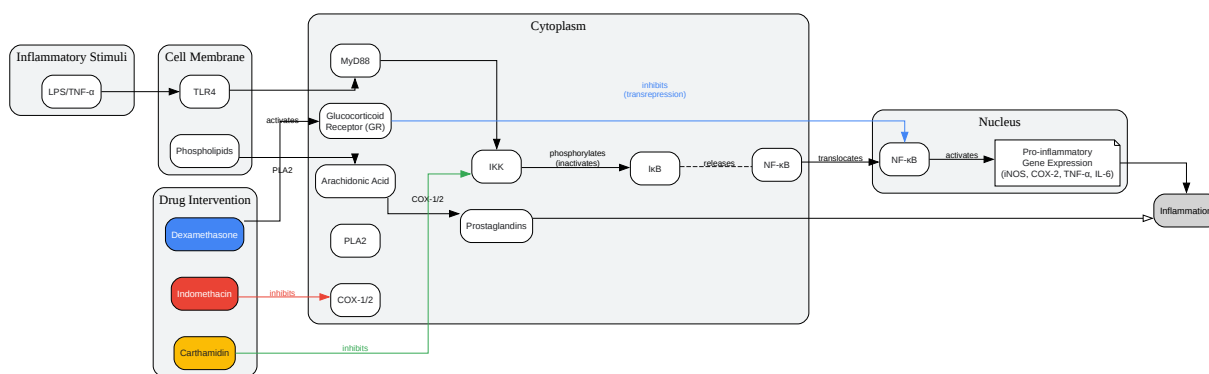 Cytoplasm
Inflammatory Stimuli
Cell Membrane
MyD88
LPS/TNF-α
TLR4
inhibits
(transrepression)
activates
Glucocorticoid
Receptor (GR)
Nucleus
Phospholipids
PLA2
Arachidonic Acid
IKK
phosphorylates
(inactivates)
IκB
releases
NF-κB
translocates
NF-κB
activates
Pro-inflammatory
Gene Expression
(iNOS, COX-2, TNF-α, IL-6)
COX-1/2
Drug Intervention
Prostaglandins
Inflammation
Dexamethasone
PLA2
Indomethacin
inhibits
COX-1/2
Carthamidin
inhibits